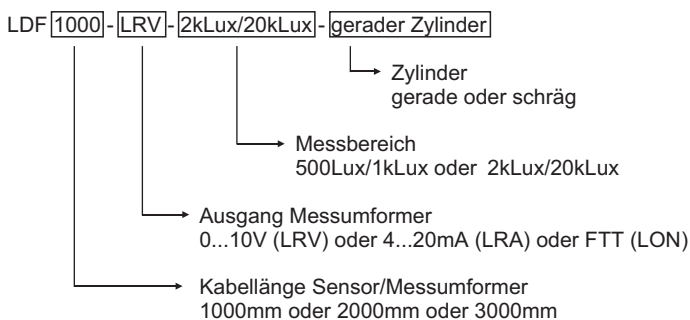 LDF 1000 - LRV - 2kLux/20kLux - gerader Zylinder
Zylinder
gerade oder schräg
Messbereich
500Lux/1kLux oder 2kLux/20kLux
Ausgang Messumformer
0...10V (LRV) oder 4...20mA (LRA) oder FTT (LON)
Kabellänge Sensor/Messumformer
1000mm oder 2000mm oder 3000mm